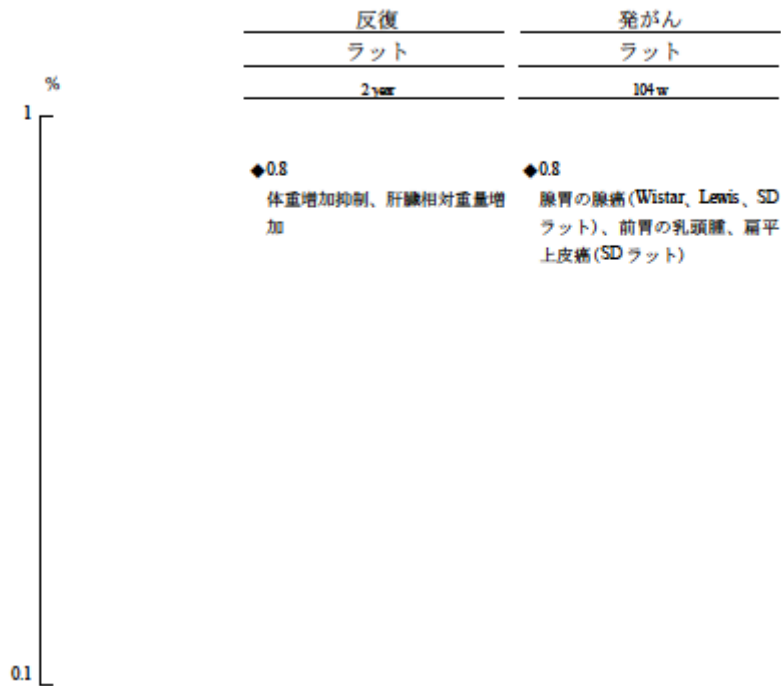 反復
発がん
ラット
ラット
%
2 year
104 w
1
◆0.8
体重増加抑制、肝臓相対重量増
加
◆0.8
腺胃の腺癌(Wistar、Lewis、SD
ラット)、前胃の乳頭腫、扁平
上皮癌(SD ラット)
0.1